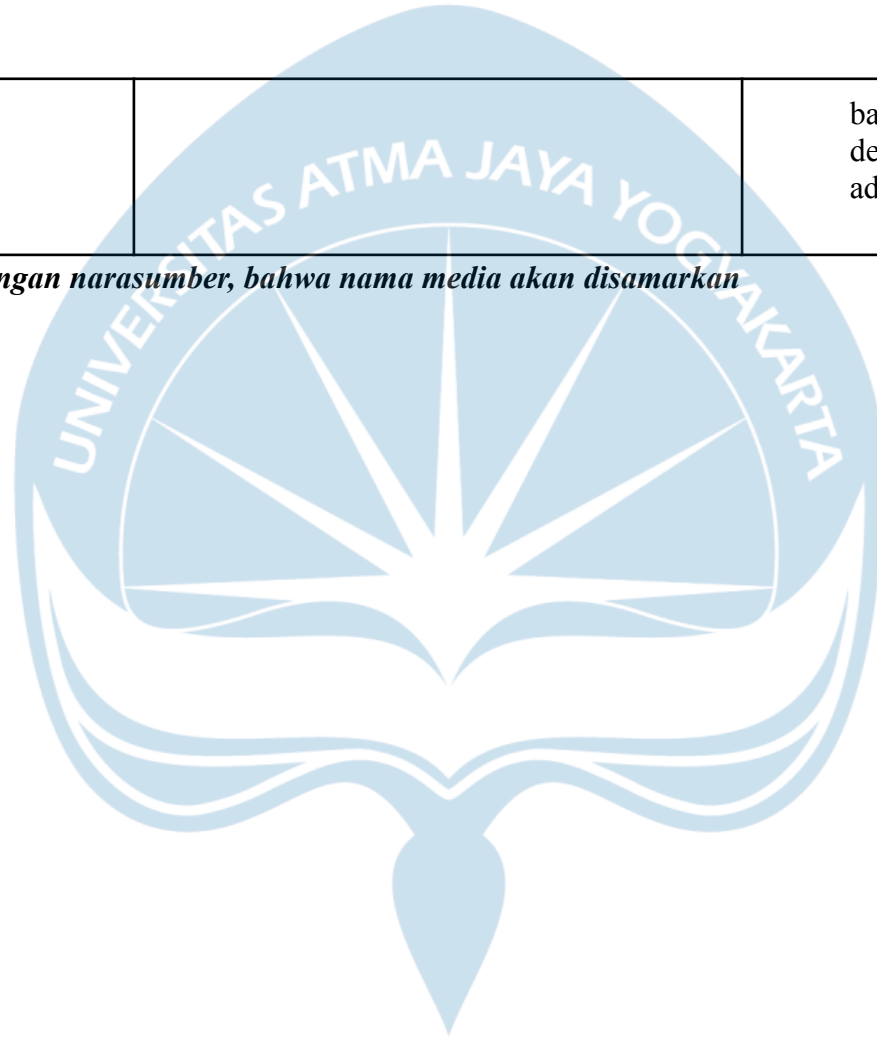 UNIVERSITAS ATMA JAYA YOGYAKARTA
ba
de
ad
ngan narasumber, bahwa nama media akan disamarkan